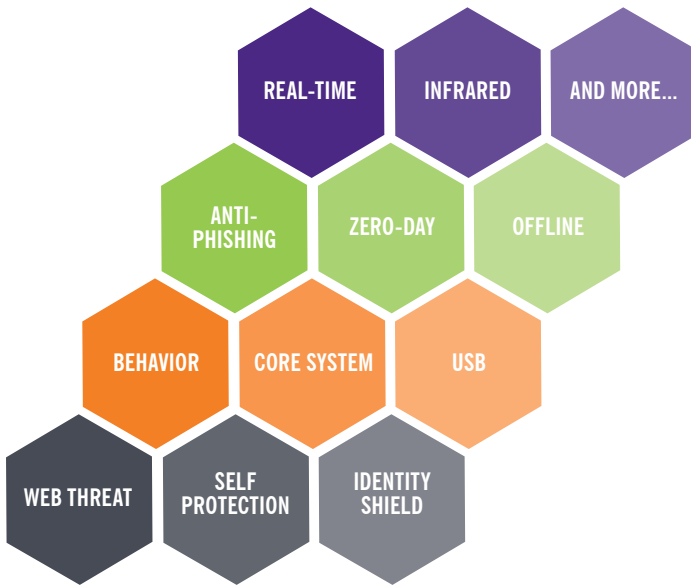 REAL-TIME
INFRARED
AND MORE...
ANTI-
PHISHING
ZERO-DAY
OFFLINE
BEHAVIOR
CORE SYSTEM
USB
WEB THREAT
SELF
PROTECTION
IDENTITY
SHIELD